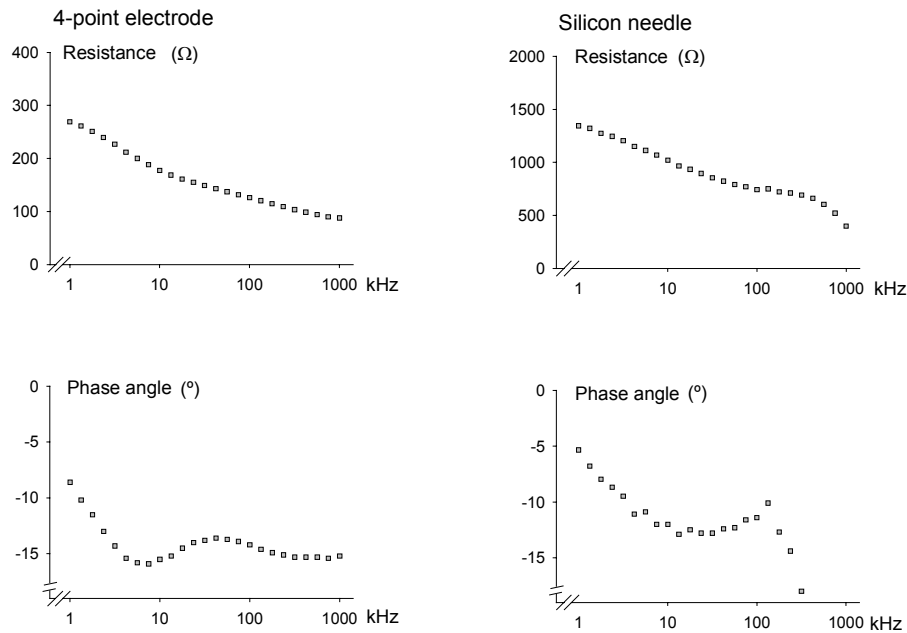 4-point electrode
Resistance (Ω)
400
300
200
100
0
1 10 100 1000 kHz
Silicon needle
Resistance (Ω)
2000
1500
1000
500
0
1 10 100 1000 kHz
Phase angle (º)
0
-5
-10
-15
1 10 100 1000 kHz
Phase angle (º)
0
-5
-10
-15
1 10 100 1000 kHz